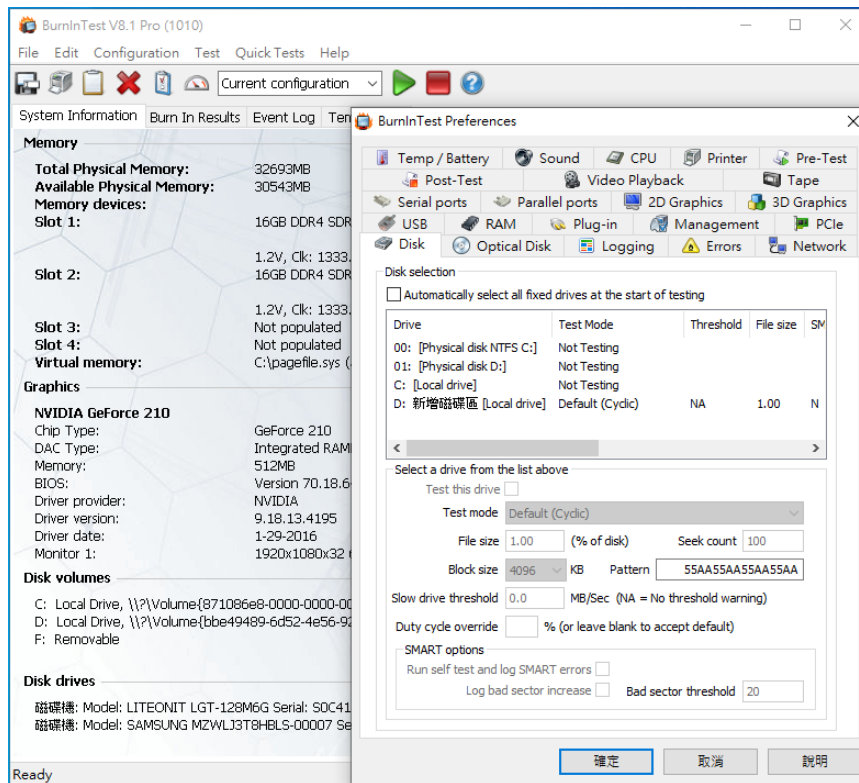 BurnInTest V8.1 Pro (1010)
File Edit Configuration Test Quick Tests Help
Current configuration
System Information Burn In Results Event Log
Memory
Total Physical Memory: 32693MB
Available Physical Memory: 30543MB
Memory devices:
Slot 1: 16GB DDR4 SDR
1.2V, Clk: 1333.
Slot 2: 16GB DDR4 SDR
1.2V, Clk: 1333.
Slot 3: Not populated
Slot 4: Not populated
Virtual memory: C:\pagefile.sys
Graphics
NVIDIA GeForce 210
Chip Type: GeForce 210
DAC Type: Integrated RAM
Memory: 512MB
BIOS: Version 70.18.6
Driver provider: NVIDIA
Driver version: 9.18.13.4195
Driver date: 1-29-2016
Monitor 1: 1920x1080x32
Disk volumes
C: Local Drive, \\?\Volume{871086e8-0000-0000-00
D: Local Drive, \\?\Volume{bbe49489-6d52-4e56-92
F: Removable
Disk drives
磁碟機: Model: LITEONIT LGT-128M6G Serial: S0C41
磁碟機: Model: SAMSUNG MZWLJ3T8HBLS-00007 Se
Ready
BurnInTest Preferences
Temp / Battery Sound CPU Printer Pre-Test
Post-Test Video Playback Tape
Serial ports Parallel ports 2D Graphics 3D Graphics
USB RAM Plug-in Management PCIe
Disk Optical Disk Logging Errors Network
Disk selection
Automatically select all fixed drives at the start of testing
Drive Test Mode Threshold File size SM
00: [Physical disk NTFS C:] Not Testing
01: [Physical disk D:] Not Testing
C: [Local drive] Not Testing
D: 新增磁碟區 [Local drive] Default (Cyclic) NA 1.00 N
Select a drive from the list above
Test this drive
Test mode Default (Cyclic)
File size 1.00 (% of disk) Seek count 100
Block size 4096 KB Pattern 55AA55AA55AA55AA
Slow drive threshold 0.0 MB/Sec (NA = No threshold warning)
Duty cycle override % (or leave blank to accept default)
SMART options
Run self test and log SMART errors
Log bad sector increase Bad sector threshold 20
確定 取消 說明